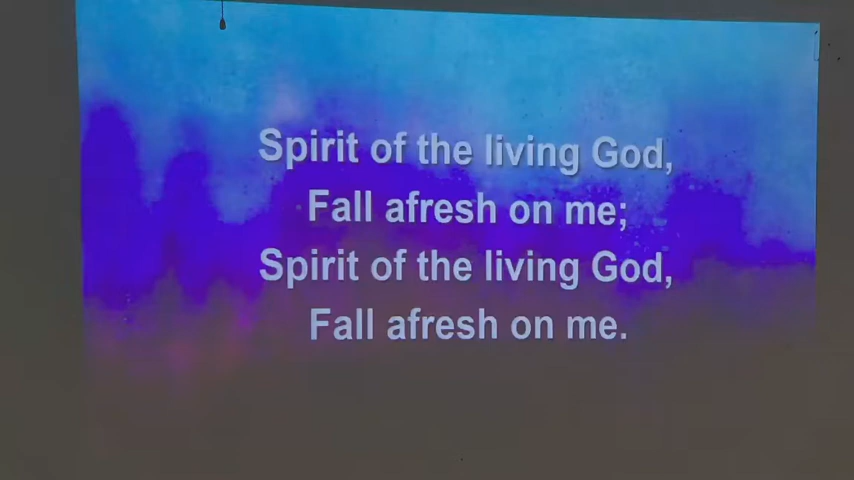 Spirit of the living God,
Fall afresh on me;
Spirit of the living God,
Fall afresh on me.